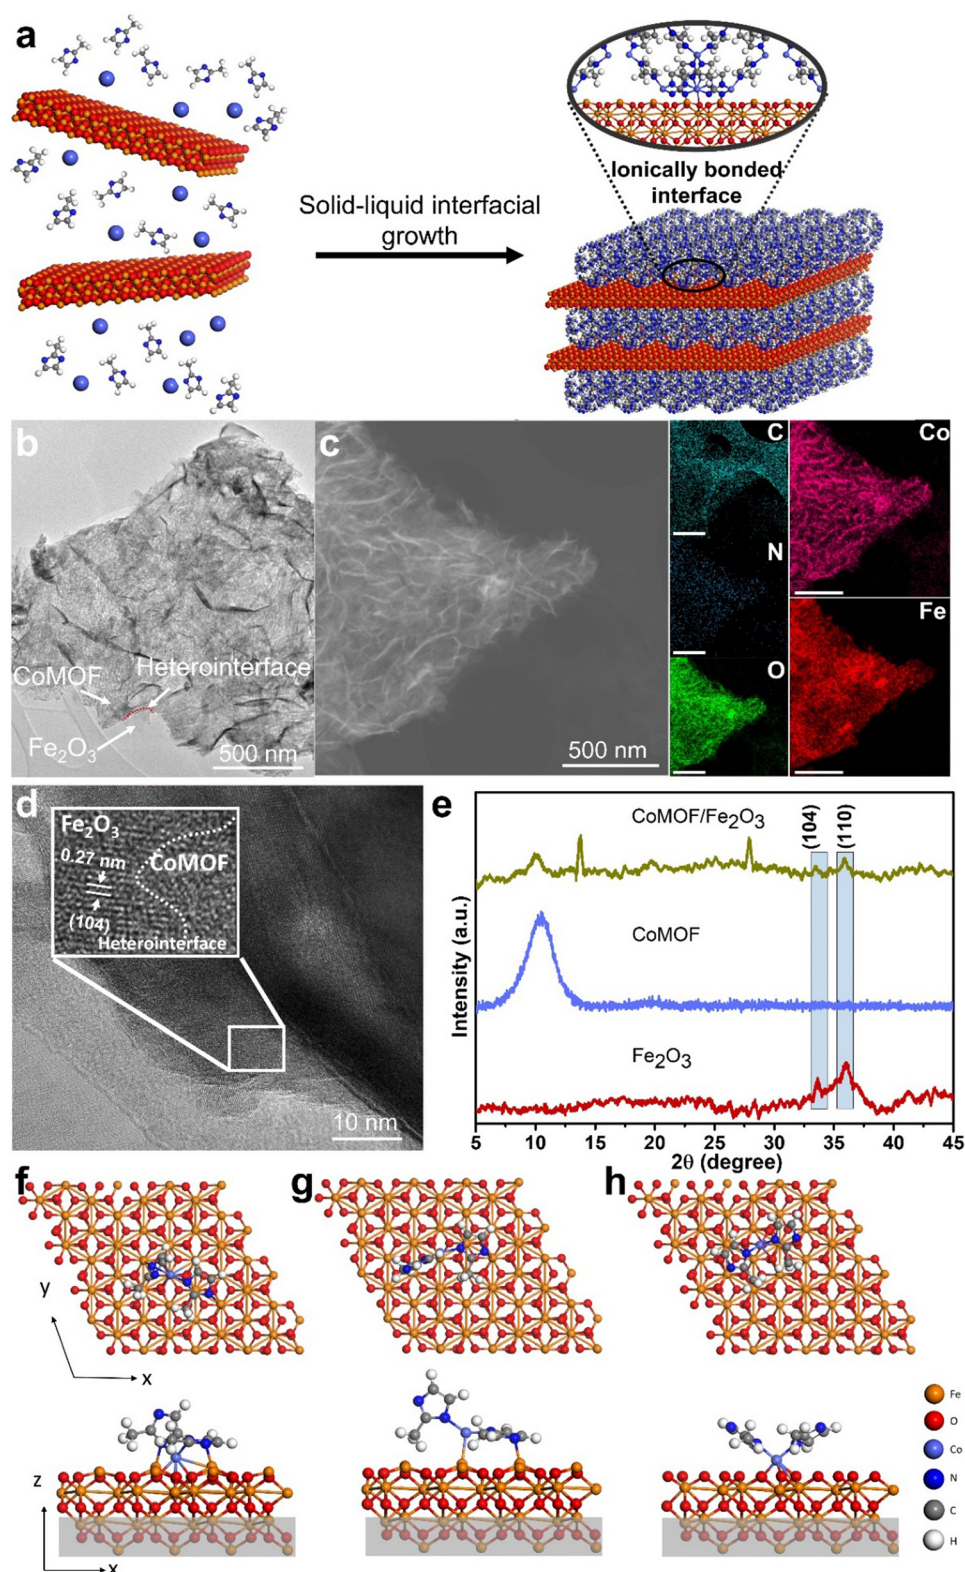 a
Solid-liquid interfacial
growth
Ionically bonded
interface
b
CoMOF
Heterointerface
Fe₂O₃
500 nm
c
500 nm
C
N
O
Co
Fe
d
Fe₂O₃
0.27 nm
CoMOF
(104)
Heterointerface
10 nm
e
CoMOF/Fe₂O₃
(104)
(110)
CoMOF
Fe₂O₃
Intensity (a.u.)
5 10 15 20 25 30 35 40 45
2θ (degree)
f
g
h
y
x
z
x
Fe
O
Co
N
C
H